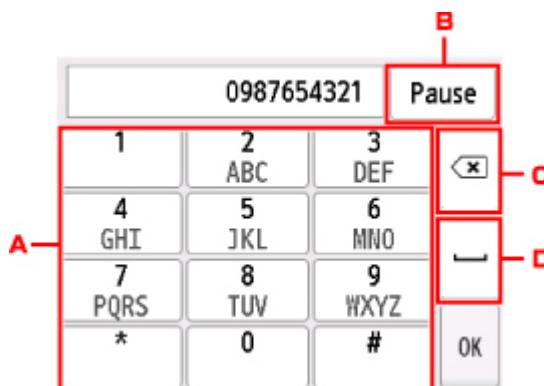 B
0987654321 Pause
1 2 3
ABC DEF
C
4 5 6
GHI JKL MNO
A
D
7 8 9
PQRS TUV WXYZ
* 0 # OK